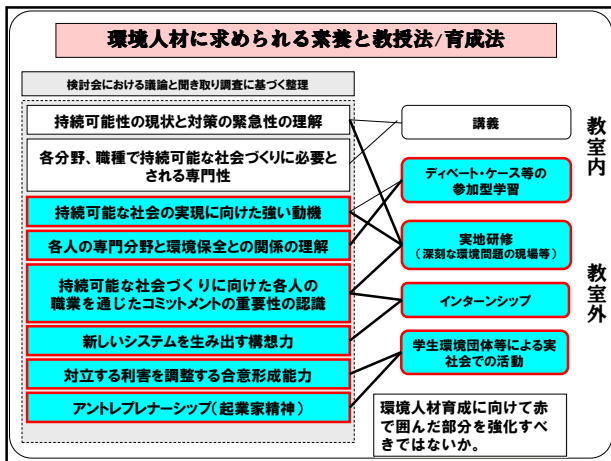 環境人材に求められる素養と教授法/育成法
検討会における議論と聞き取り調査に基づく整理
持続可能性の現状と対策の緊急性の理解
各分野、職種で持続可能な社会づくりに必要と
される専門性
持続可能な社会の実現に向けた強い動機
各人の専門分野と環境保全との関係の理解
持続可能な社会づくりに向けた各人の
職業を通じたコミットメントの重要性の認識
新しいシステムを生み出す構想力
対立する利害を調整する合意形成能力
アントレプレナーシップ(起業家精神)
講義
ディベート・ケース等の
参加型学習
実地研修
(深刻な環境問題の現場等)
インターンシップ
学生環境団体等による実
社会での活動
教室内
教室外
環境人材育成に向けて赤
で囲んだ部分を強化すべ
きではないか。